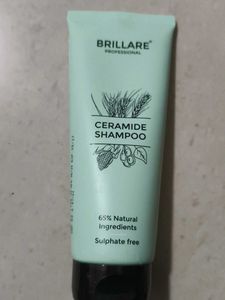 BRILLARE®
PROFESSIONAL
CERAMIDE
SHAMPOO
65% Natural
Ingredients
Sulphate free